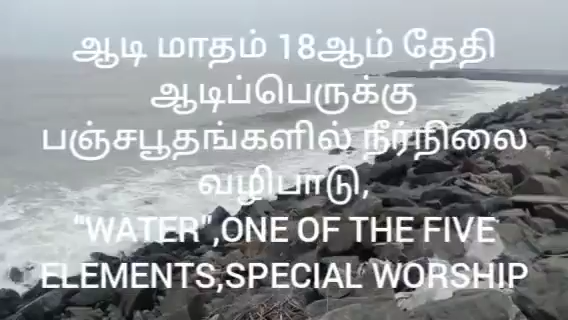 ஆடி மாதம் 18ஆம் தேதி
ஆடிப்பெருக்கு
பஞ்சபூதங்களில் நீர்நிலை
வழிபாடு,
"WATER",ONE OF THE FIVE
ELEMENTS,SPECIAL WORSHIP